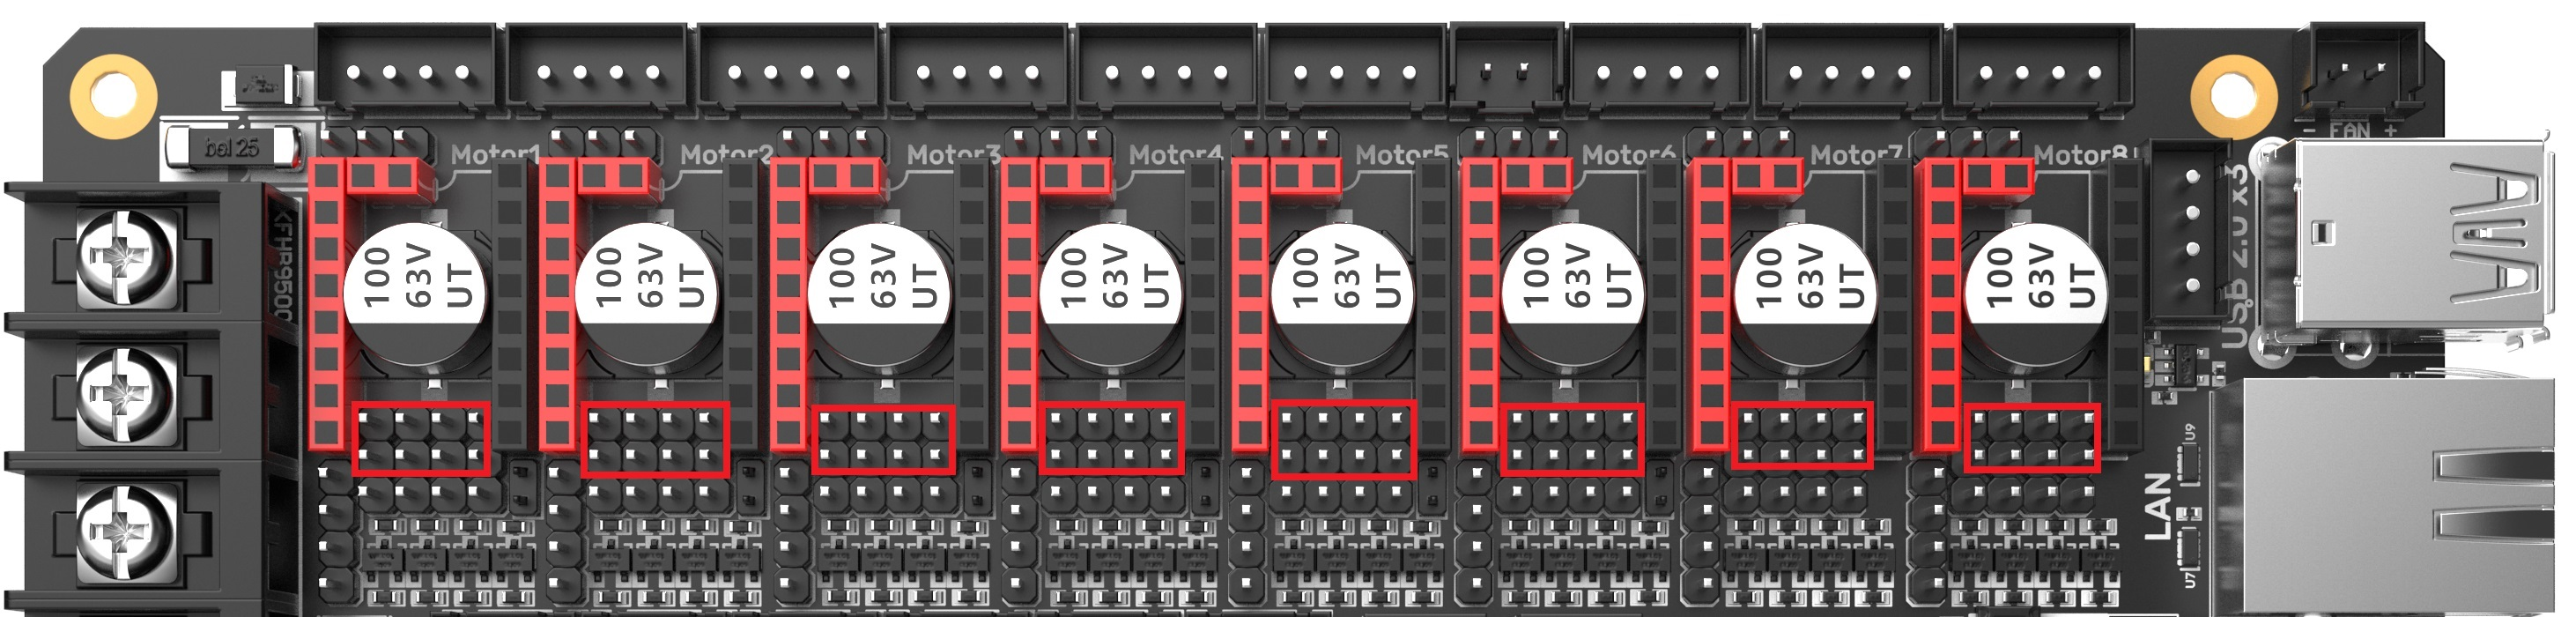 bel 25
Motor1
Motor2
Motor3
Motor4
Motor5
Motor6
Motor7
Motor8
- FAN +
100
63V
UT
100
63V
UT
100
63V
UT
100
63V
UT
100
63V
UT
100
63V
UT
100
63V
UT
100
63V
UT
USB 2.0 x3
LAN
U9
U7